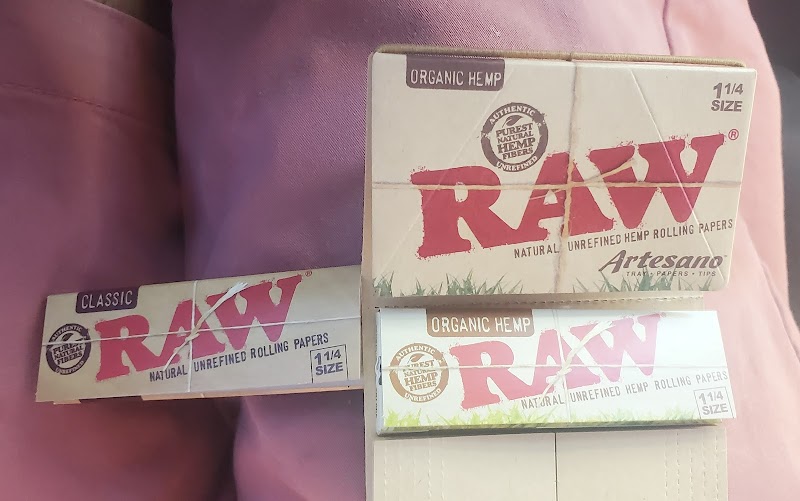 ORGANIC HEMP
1 1/4
SIZE
AUTHENTIC
PUREST
NATURAL
HEMP
FIBERS
UNREFINED
RAW®
NATURAL UNREFINED HEMP ROLLING PAPERS
Artesano
TRAY • PAPERS • TIPS
CLASSIC
AUTHENTIC
PUREST
NATURAL
FIBERS
UNREFINED
RAW®
NATURAL UNREFINED ROLLING PAPERS
1 1/4
SIZE
ORGANIC HEMP
AUTHENTIC
PUREST
NATURAL
HEMP
FIBERS
UNREFINED
RAW
NATURAL UNREFINED HEMP ROLLING PAPERS
1 1/4
SIZE